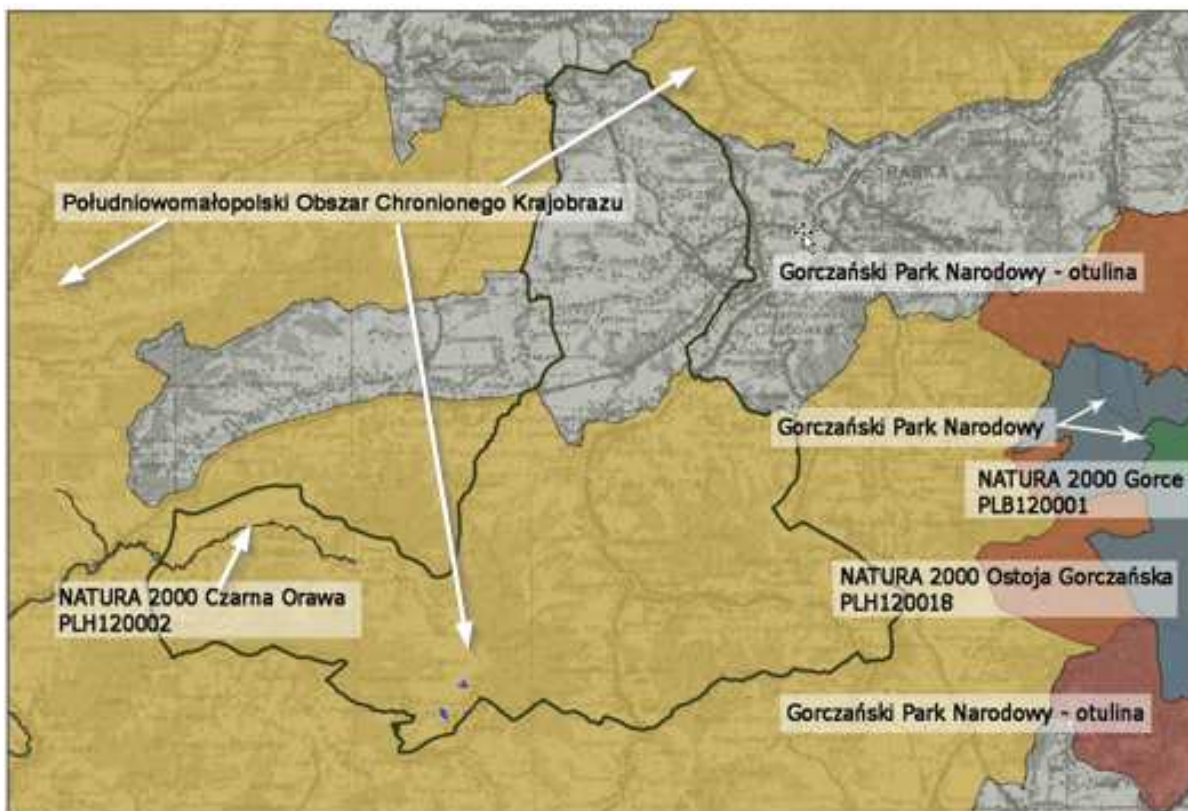 Południowomałopolski Obszar Chronionego Krajobrazu
RABKA
Gorczański Park Narodowy - otulina
Gorczański Park Narodowy
NATURA 2000 Gorce
PLB120001
NATURA 2000 Czarna Orawa
PLH120002
NATURA 2000 Ostoja Gorczańska
PLH120018
Gorczański Park Narodowy - otulina